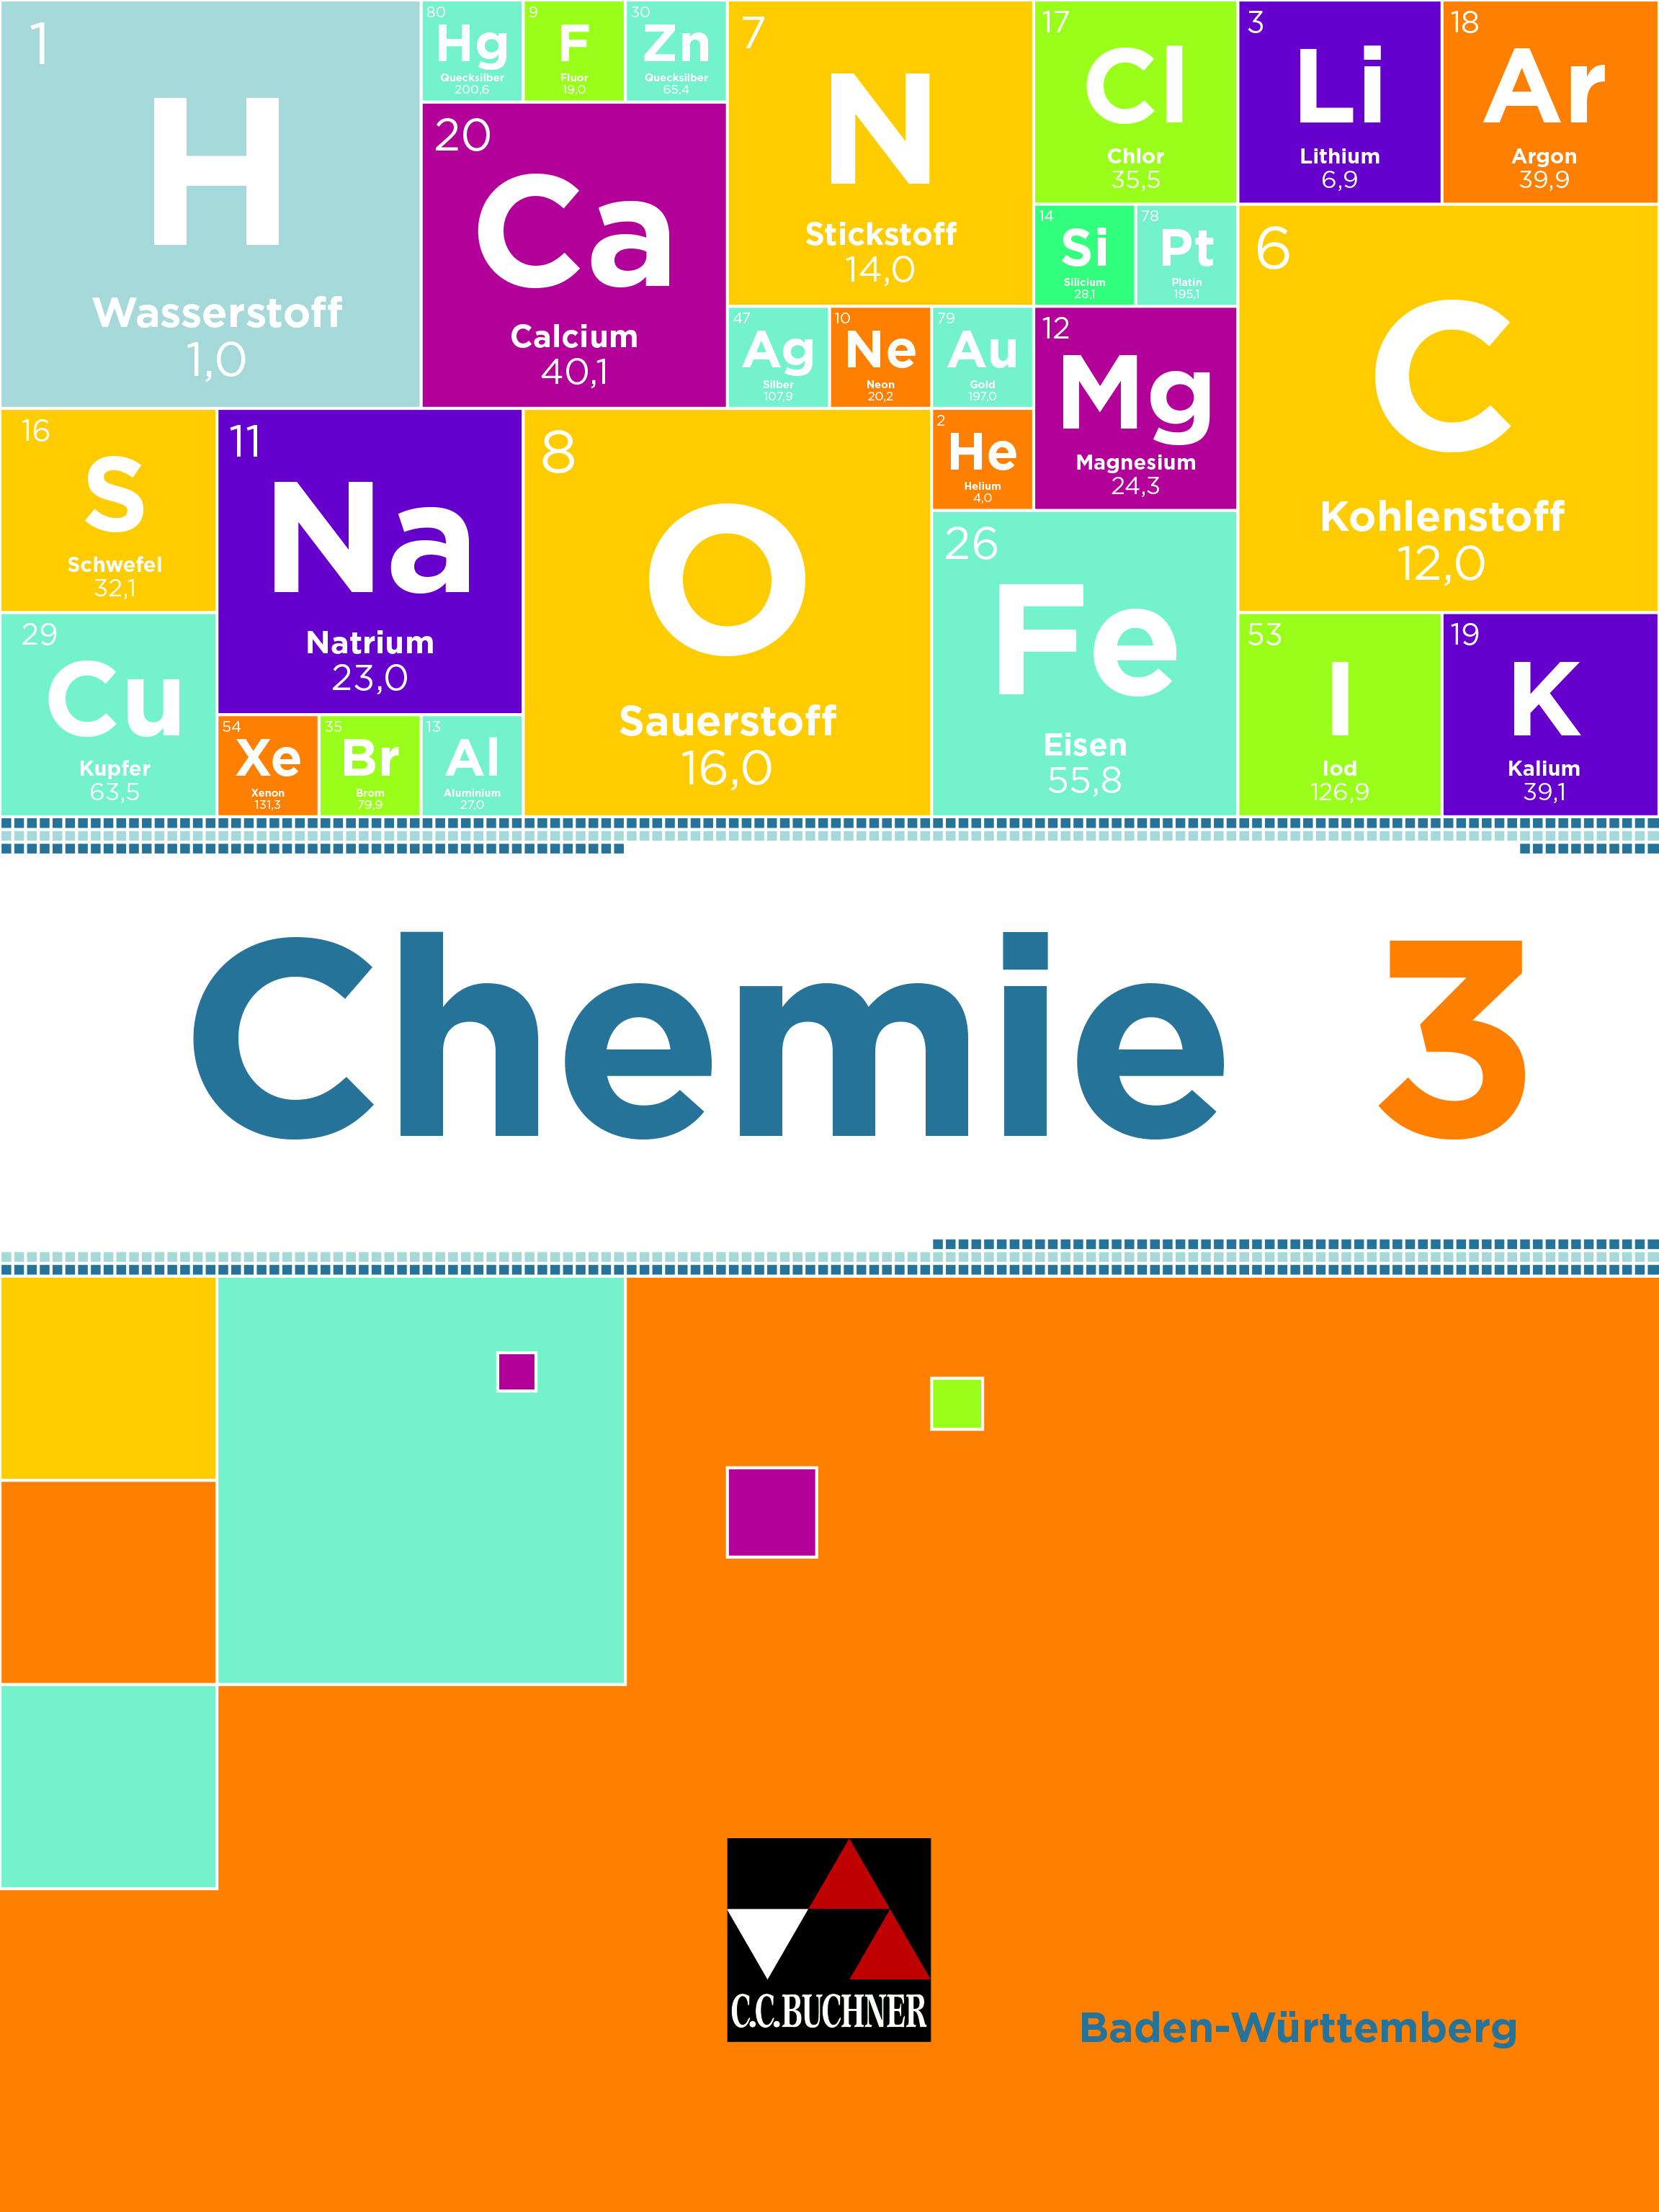 1
H
Wasserstoff
1,0
80
Hg
Quecksilber
200,6
9
F
Fluor
19,0
30
Zn
Quecksilber
65,4
20
Ca
Calcium
40,1
7
N
Stickstoff
14,0
17
Cl
Chlor
35,5
3
Li
Lithium
6,9
18
Ar
Argon
39,9
14
Si
Silicium
28,1
78
Pt
Platin
195,1
6
C
Kohlenstoff
12,0
47
Ag
Silber
107,9
10
Ne
Neon
20,2
79
Au
Gold
197,0
12
Mg
Magnesium
24,3
16
S
Schwefel
32,1
11
Na
Natrium
23,0
8
O
Sauerstoff
16,0
2
He
Helium
4,0
26
Fe
Eisen
55,8
29
Cu
Kupfer
63,5
54
Xe
Xenon
131,3
35
Br
Brom
79,9
13
Al
Aluminium
27,0
53
I
Iod
126,9
19
K
Kalium
39,1
Chemie 3
C.C.BUCHNER
Baden-Württemberg